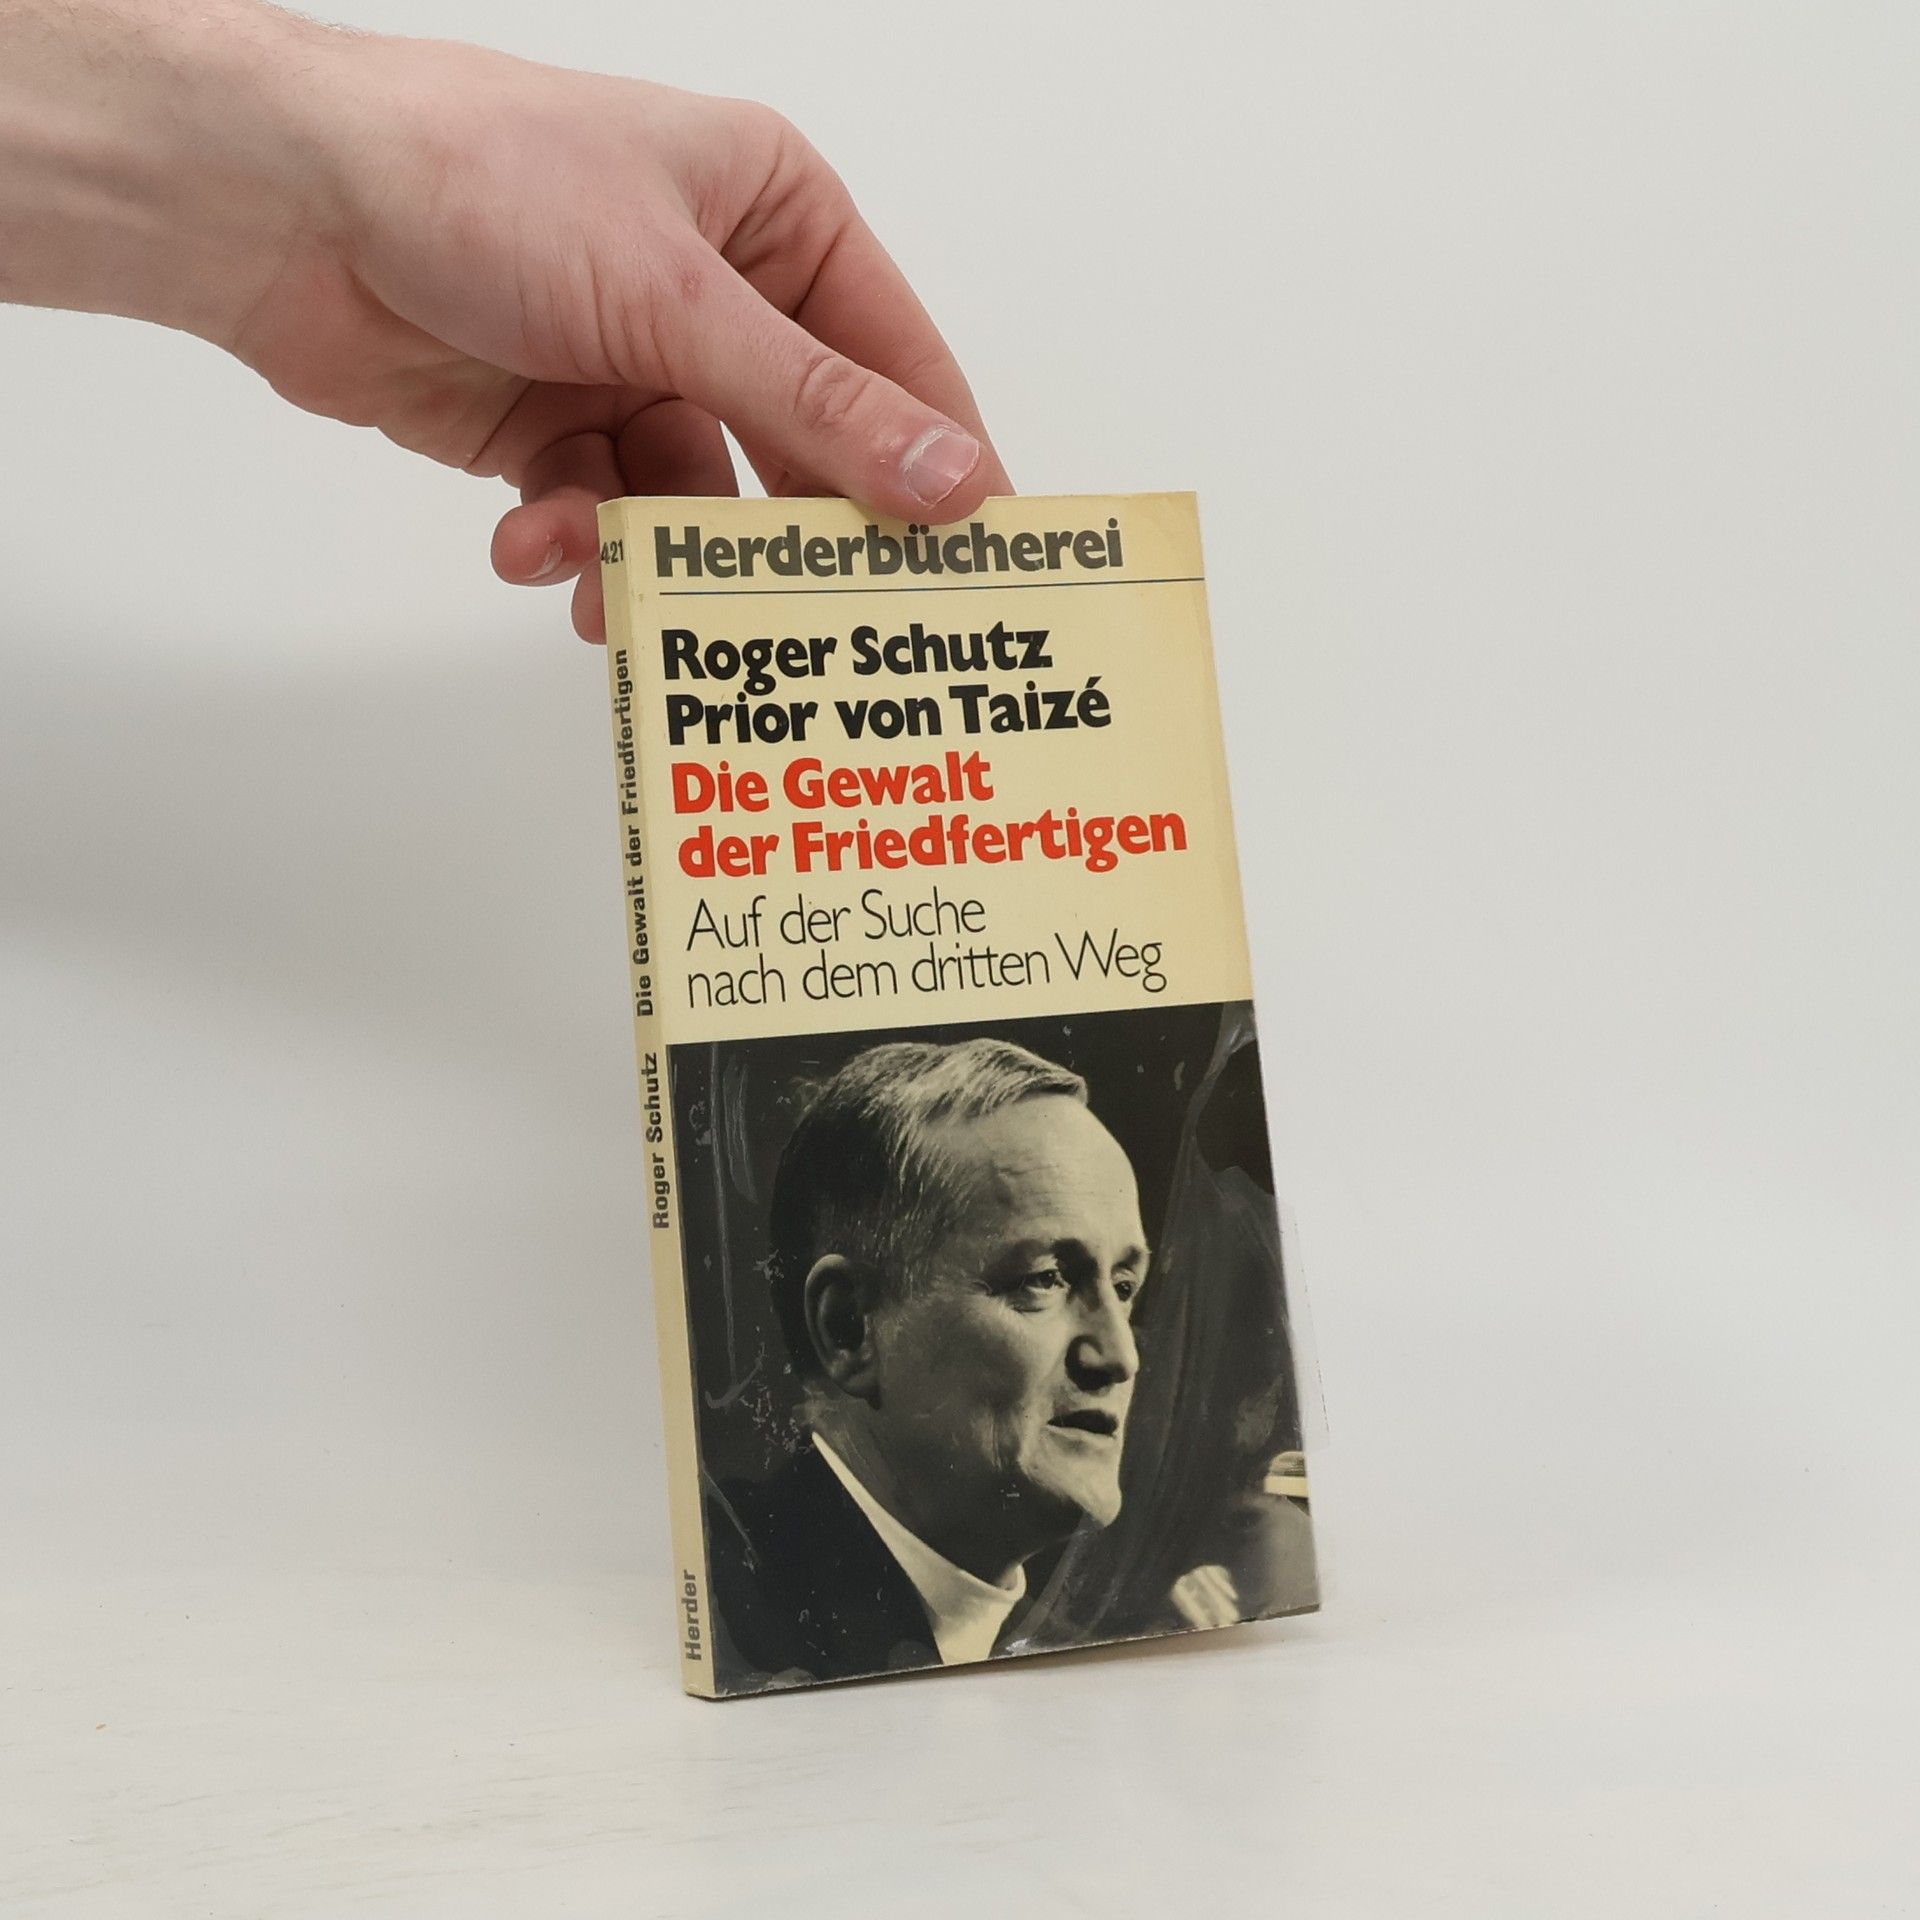 Herderbücherei
Roger Schutz
Prior von Taizé
Die Gewalt
der Friedfertigen
Auf der Suche
nach dem dritten Weg
421
Die Gewalt der Friedfertigen
Roger Schutz
Herder